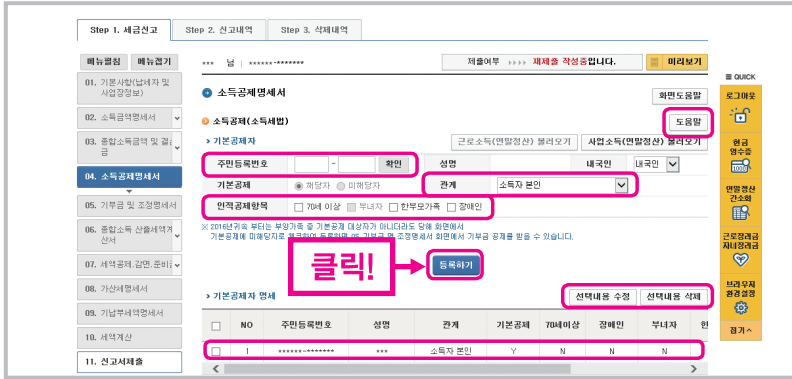 Step 1. 세금신고
Step 2. 신고내역
Step 3. 삭제내역
메뉴펼침
메뉴접기
*** 님 | ******-*******
제출여부 »»» 재제출 작성중입니다.
미리보기
01. 기본사항(납세자 및 사업장정보)
02. 소득금액명세서
03. 종합소득금액 및 결손금
04. 소득공제명세서
05. 기부금 및 조정명세서
06. 종합소득 산출세액계산서
07. 세액공제,감면,준비금
08. 가산세명세서
09. 기납부세액명세서
10. 세액계산
11. 신고서제출
소득공제명세서
화면도움말
소득공제(소득세법)
도움말
› 기본공제자
근로소득(연말정산) 불러오기
사업소득(연말정산) 불러오기
주민등록번호 - 확인 성명 내국인 내국인
기본공제 해당자 미해당자 관계 소득자 본인
인적공제항목 70세 이상 부녀자 한부모가족 장애인
※ 2016년귀속 부터는 부양가족 중 기본공제 대상자가 아니더라도 당해 화면에서
기본공제에 미해당자로 체크하여 등록하면 05.기부금 및 조정명세서 화면에서 기부금 공제를 받을 수 있습니다.
클릭!
등록하기
› 기본공제자 명세
선택내용 수정
선택내용 삭제
NO 주민등록번호 성명 관계 기본공제 70세이상 장애인 부녀자
1 ******-******* *** 소득자 본인 Y N N N
QUICK
로그아웃
현금
영수증
연말정산
간소화
근로장려금
자녀장려금
브라우저
환경설정
접기^